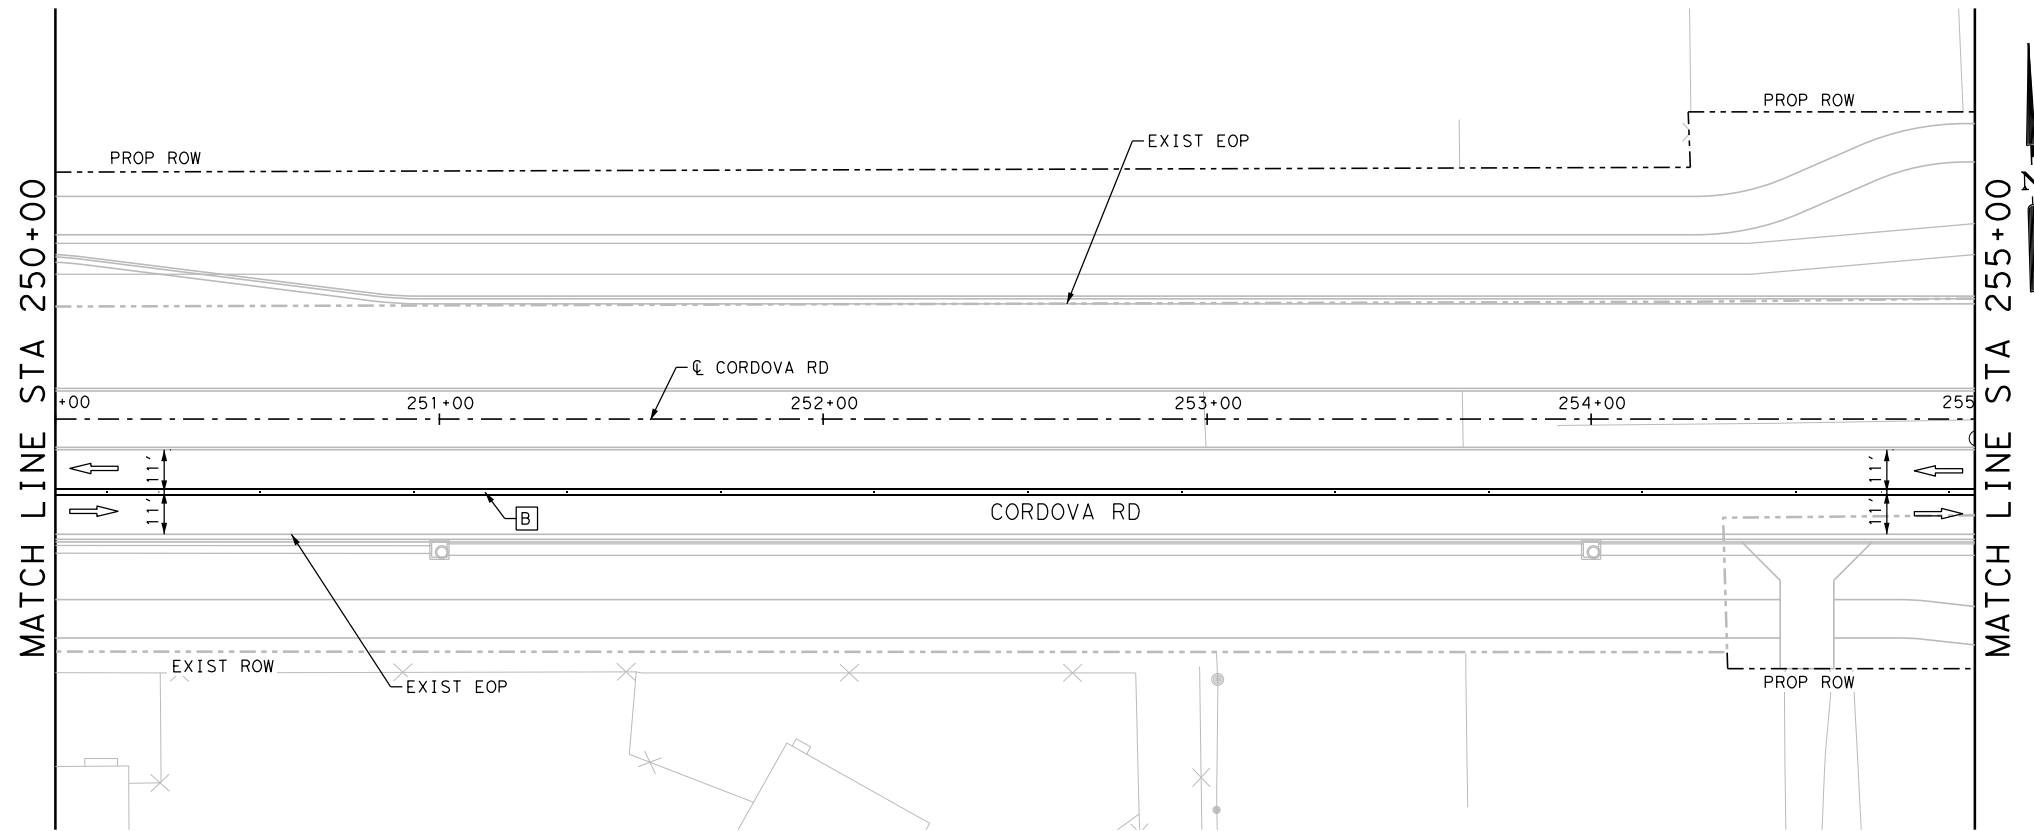 PROP ROW
EXIST EOP
PROP ROW
MATCH LINE STA 250+00
MATCH LINE STA 255+00
N
℄ CORDOVA RD
+00
251+00
252+00
253+00
254+00
255
11'
11'
11'
11'
B
CORDOVA RD
EXIST ROW
EXIST EOP
PROP ROW